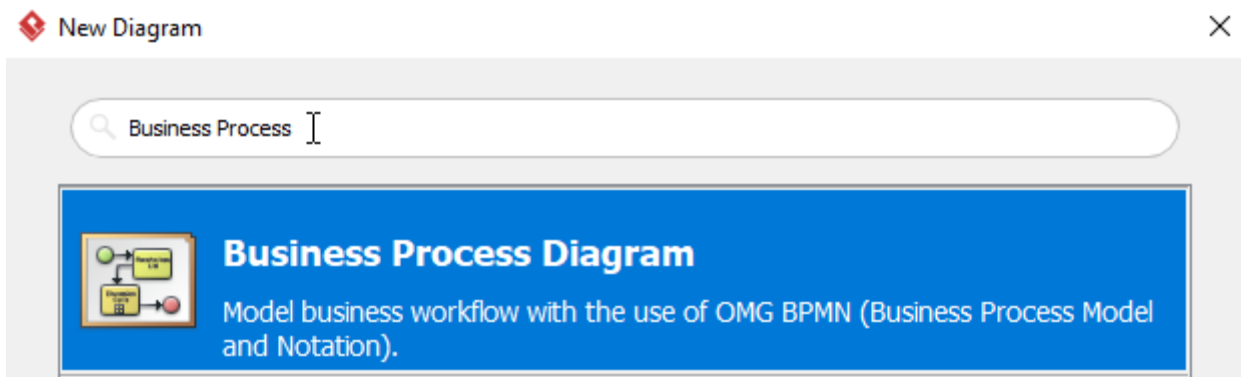 New Diagram
Business Process
Business Process Diagram
Model business workflow with the use of OMG BPMN (Business Process Model
and Notation).